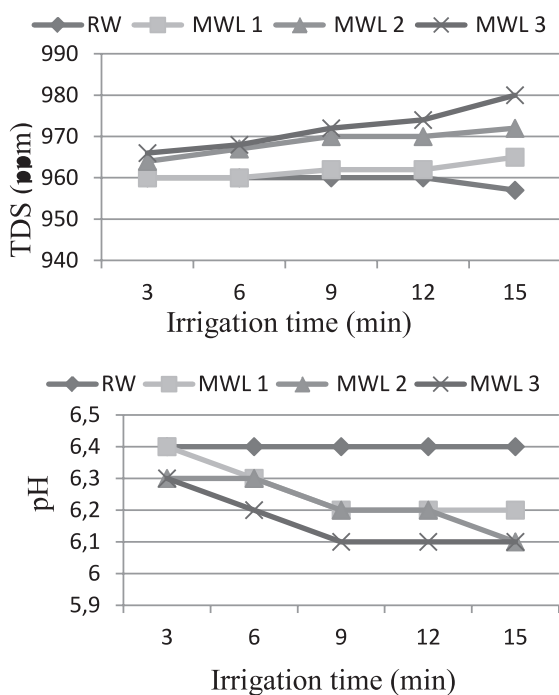 RW MWL 1 MWL 2 MWL 3
990
980
970
960
950
940
TDS (ppm)
3 6 9 12 15
Irrigation time (min)
RW MWL 1 MWL 2 MWL 3
6,5
6,4
6,3
6,2
6,1
6
5,9
pH
3 6 9 12 15
Irrigation time (min)